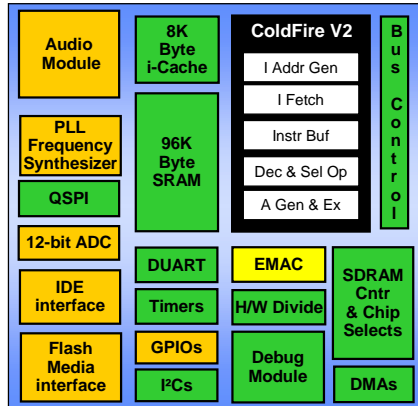 Audio
Module
PLL
Frequency
Synthesizer
QSPI
12-bit ADC
IDE
interface
Flash
Media
interface
8K
Byte
i-Cache
96K
Byte
SRAM
DUART
Timers
GPIOs
I²Cs
ColdFire V2
I Addr Gen
I Fetch
Instr Buf
Dec & Sel Op
A Gen & Ex
EMAC
H/W Divide
Debug
Module
Bus
Control
SDRAM
Cntr
& Chip
Selects
DMAs